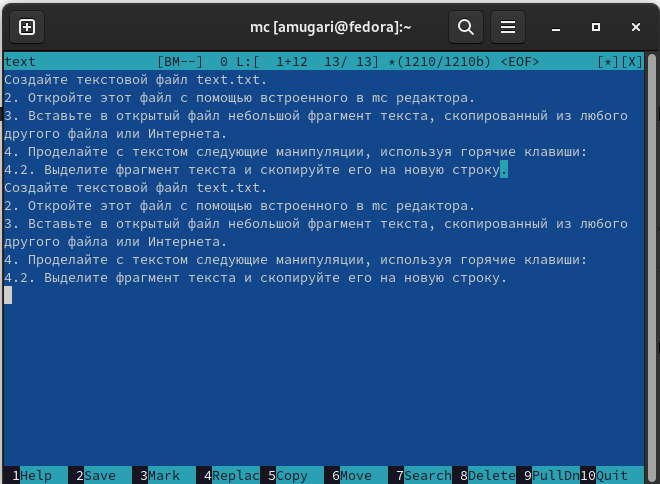 mc [amugari@fedora]:~
text [BM--] 0 L:[ 1+12 13/ 13] *(1210/1210b) <EOF> [*][X]
Создайте текстовой файл text.txt.
2. Откройте этот файл с помощью встроенного в mc редактора.
3. Вставьте в открытый файл небольшой фрагмент текста, скопированный из любого
другого файла или Интернета.
4. Проделайте с текстом следующие манипуляции, используя горячие клавиши:
4.2. Выделите фрагмент текста и скопируйте его на новую строку.
Создайте текстовой файл text.txt.
2. Откройте этот файл с помощью встроенного в mc редактора.
3. Вставьте в открытый файл небольшой фрагмент текста, скопированный из любого
другого файла или Интернета.
4. Проделайте с текстом следующие манипуляции, используя горячие клавиши:
4.2. Выделите фрагмент текста и скопируйте его на новую строку.
1Help 2Save 3Mark 4Replac 5Copy 6Move 7Search 8Delete 9PullDn 10Quit